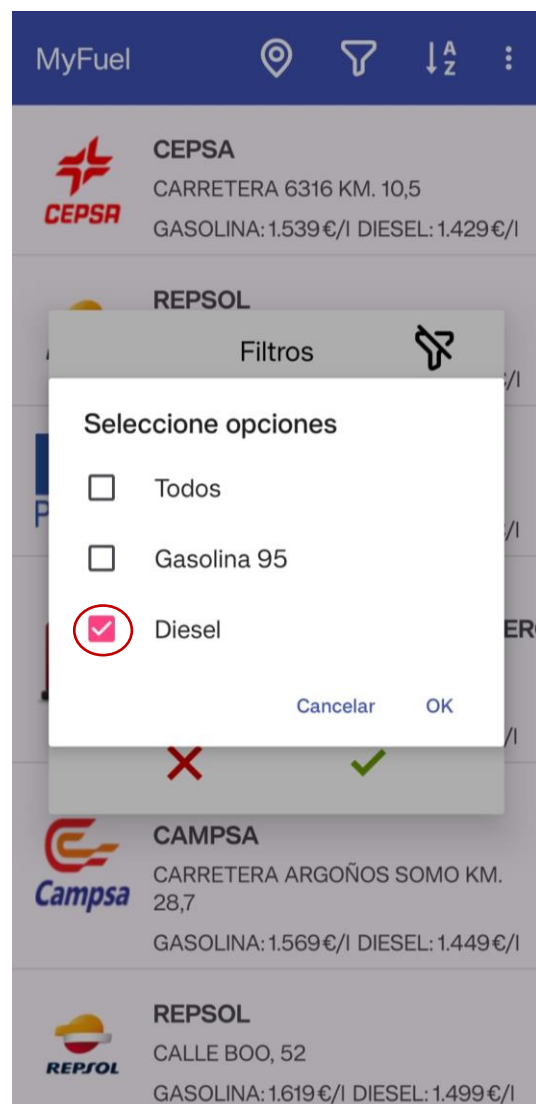 MyFuel
A
Z
CEPSA
CARRETERA 6316 KM. 10,5
CEPSA
GASOLINA: 1.539€/l DIESEL: 1.429€/l
REPSOL
Filtros
/l
Seleccione opciones
Todos
P
/l
Gasolina 95
Diesel
ER
Cancelar OK
/l
CAMPSA
CARRETERA ARGOÑOS SOMO KM.
28,7
Campsa
GASOLINA: 1.569€/l DIESEL: 1.449€/l
REPSOL
CALLE BOO, 52
REPSOL
GASOLINA: 1.619€/l DIESEL: 1.499€/l